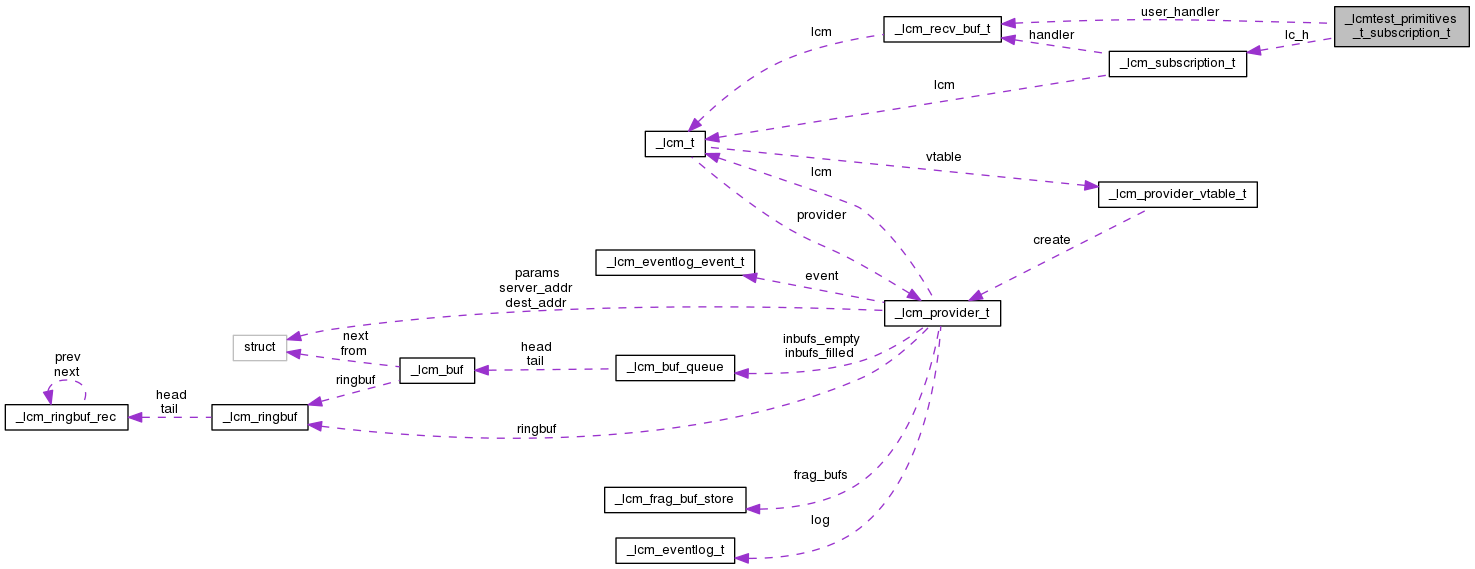 user_handler
_lcmtest_primitives
_t_subscription_t
lcm
_lcm_recv_buf_t
handler
lc_h
_lcm_subscription_t
lcm
_lcm_t
vtable
lcm
_lcm_provider_vtable_t
provider
create
_lcm_eventlog_event_t
event
params
server_addr
dest_addr
_lcm_provider_t
struct
next
from
inbufs_empty
inbufs_filled
head
tail
prev
next
_lcm_buf
_lcm_buf_queue
ringbuf
head
tail
_lcm_ringbuf_rec
_lcm_ringbuf
ringbuf
frag_bufs
_lcm_frag_buf_store
log
_lcm_eventlog_t